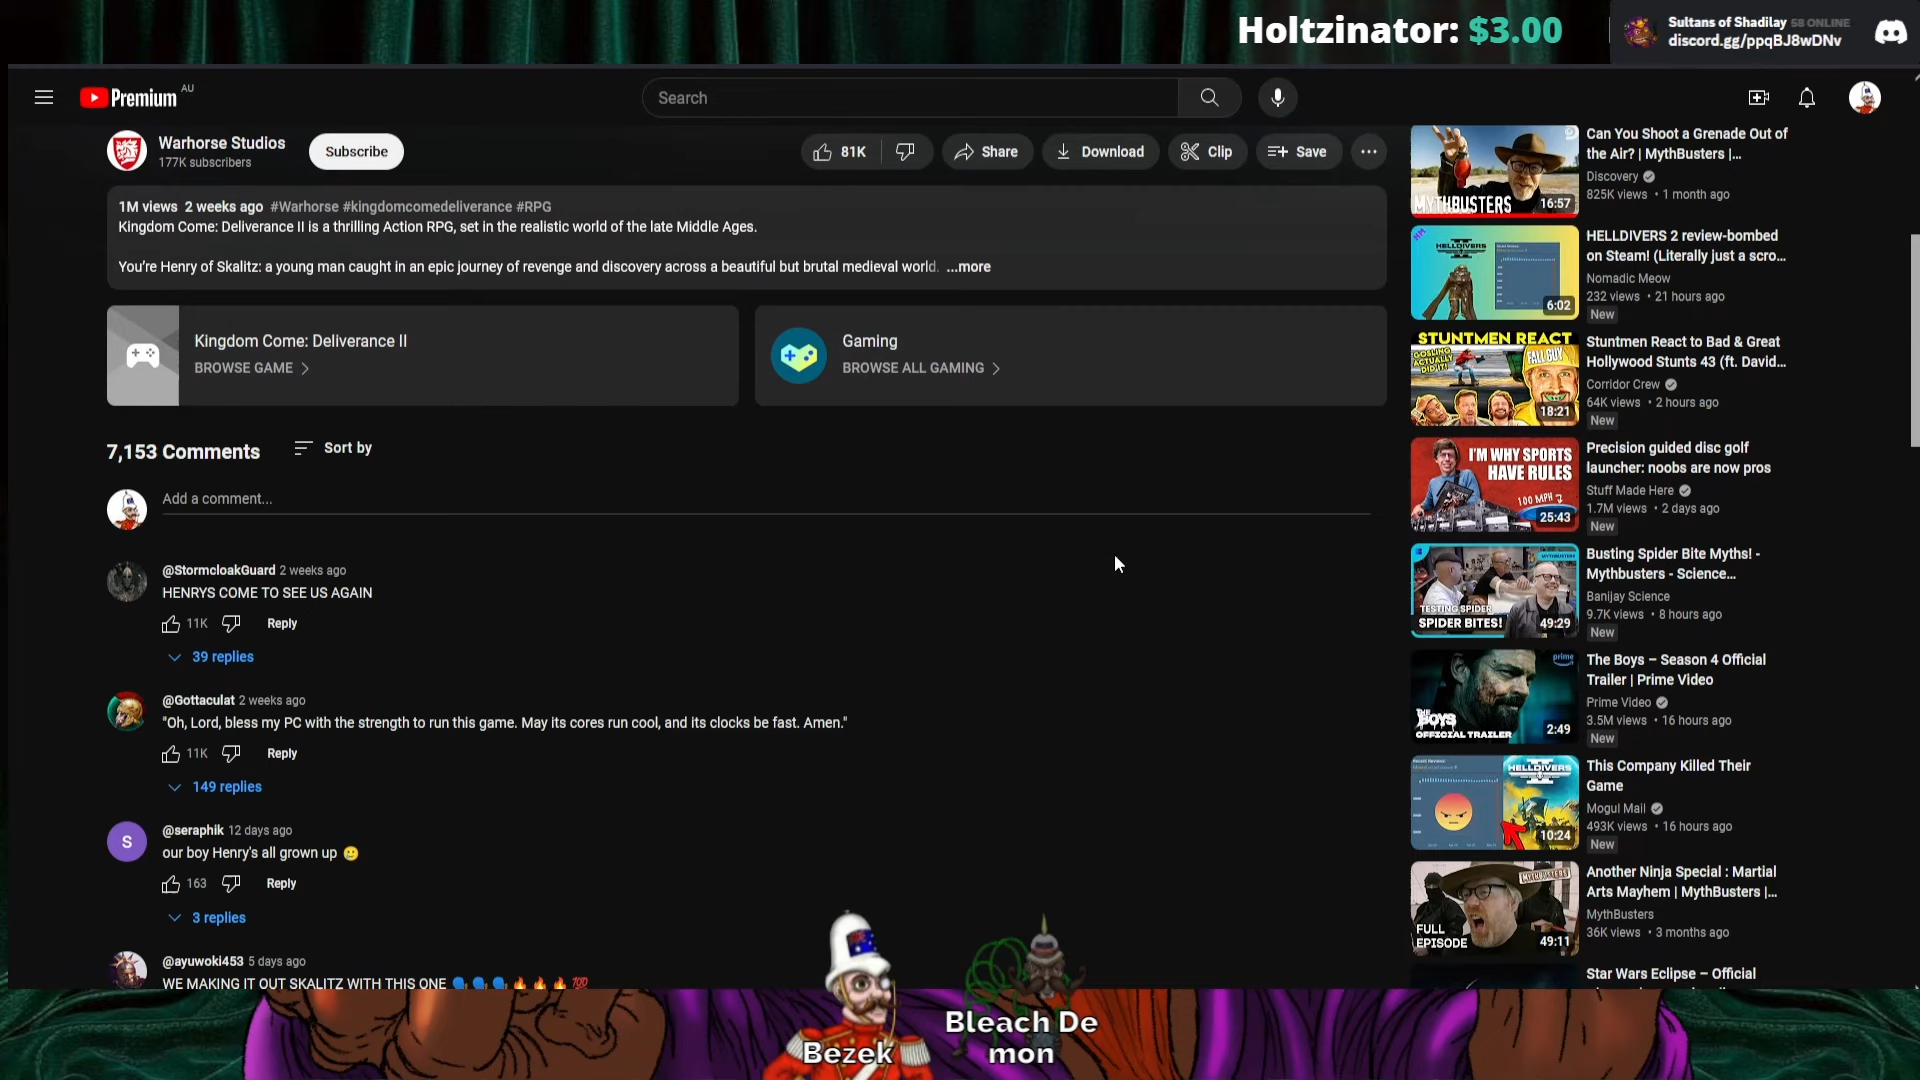 Holtzinator: $3.00
Sultans of Shadilay 58 ONLINE
discord.gg/ppqBJ8wDNv
Premium AU
Search
Warhorse Studios
177K subscribers
Subscribe
81K
Share
Download
Clip
Save
1M views 2 weeks ago #Warhorse #kingdomcomedeliverance #RPG
Kingdom Come: Deliverance II is a thrilling Action RPG, set in the realistic world of the late Middle Ages.
You're Henry of Skalitz: a young man caught in an epic journey of revenge and discovery across a beautiful but brutal medieval world. ...more
Kingdom Come: Deliverance II
BROWSE GAME
Gaming
BROWSE ALL GAMING
7,153 Comments
Sort by
Add a comment...
@StormcloakGuard 2 weeks ago
HENRYS COME TO SEE US AGAIN
11K
Reply
39 replies
@Gottaculat 2 weeks ago
"Oh, Lord, bless my PC with the strength to run this game. May its cores run cool, and its clocks be fast. Amen."
11K
Reply
149 replies
S
@seraphik 12 days ago
our boy Henry's all grown up 🥲
163
Reply
3 replies
@ayuwoki453 5 days ago
WE MAKING IT OUT SKALITZ WITH THIS ONE 🗣🗣🗣🔥🔥🔥💯
MYTHBUSTERS
16:57
Can You Shoot a Grenade Out of
the Air? | MythBusters |...
Discovery
825K views • 1 month ago
HELLDIVERS
6:02
HELLDIVERS 2 review-bombed
on Steam! (Literally just a scro...
Nomadic Meow
232 views • 21 hours ago
New
STUNTMEN REACT
GOSLING
ACTUALLY
DID IT!
FALL GUY
18:21
Stuntmen React to Bad & Great
Hollywood Stunts 43 (ft. David...
Corridor Crew
64K views • 2 hours ago
New
I'M WHY SPORTS
HAVE RULES
100 MPH
25:43
Precision guided disc golf
launcher: noobs are now pros
Stuff Made Here
1.7M views • 2 days ago
New
MYTHBUSTERS
TESTING SPIDER
SPIDER BITES!
49:29
Busting Spider Bite Myths! -
Mythbusters - Science...
Banijay Science
9.7K views • 8 hours ago
New
prime
THE BOYS
OFFICIAL TRAILER
2:49
The Boys – Season 4 Official
Trailer | Prime Video
Prime Video
3.5M views • 16 hours ago
New
HELLDIVERS
10:24
This Company Killed Their
Game
Mogul Mail
493K views • 16 hours ago
New
MYTHBUSTERS
FULL
EPISODE
49:11
Another Ninja Special : Martial
Arts Mayhem | MythBusters |...
MythBusters
36K views • 3 months ago
Star Wars Eclipse – Official
Bezek
Bleach De
mon